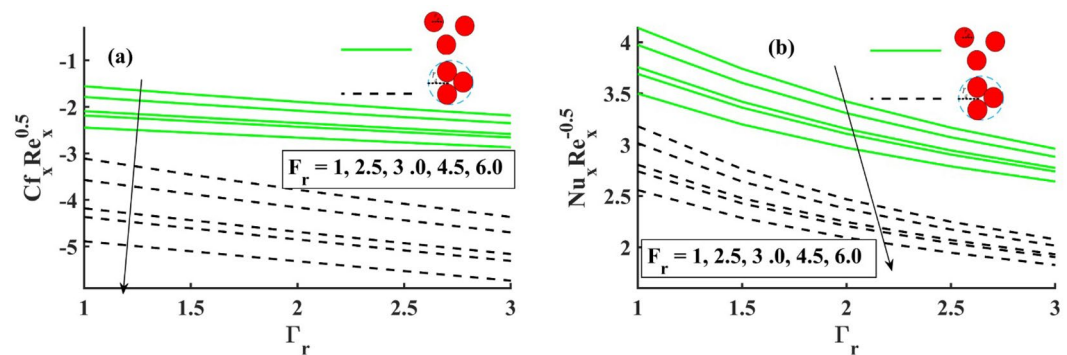 (a)
-1
-2
-3
-4
-5
Cf_x Re_x^0.5
F_r = 1, 2.5, 3 .0, 4.5, 6.0
1
1.5
2
2.5
3
Γ_r
(b)
4
3.5
3
2.5
2
Nu_x Re_x^-0.5
F_r = 1, 2.5, 3 .0, 4.5, 6.0
1
1.5
2
2.5
3
Γ_r